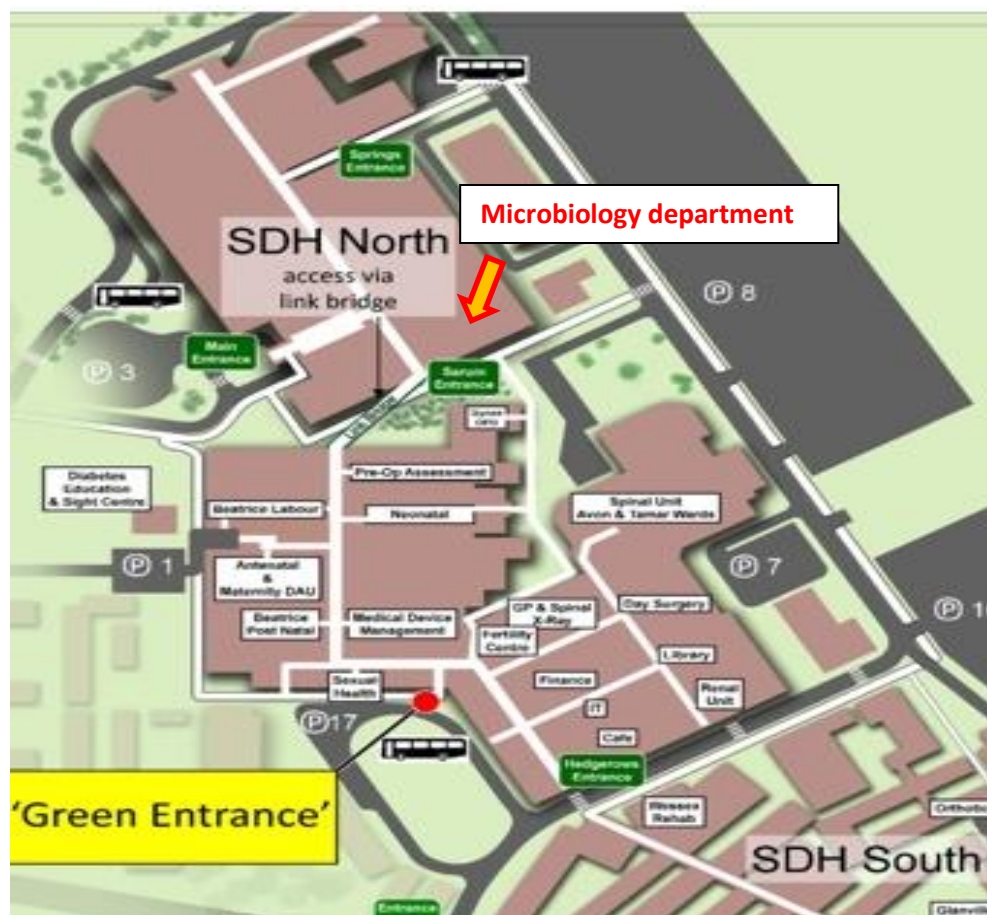 Springs
Entrance
Microbiology department
SDH North
access via
link bridge
P 8
Main
Entrance
P 3
Sarum
Entrance
Link Bridge
Pre-Op Assessment
Diabetes
Education
& Sight Centre
Beatrice Labour
Neonatal
Spinal Unit
Avon & Tamar Wards
P 1
Antenatal
&
Maternity DAU
P 7
Beatrice
Post Natal
Medical Device
Management
GP & Spinal
X-Ray
Day Surgery
Fertility
Centre
Library
Sexual
Health
Finance
Renal
Unit
IT
P 17
Cafe
Hedgerows
Entrance
'Green Entrance'
Wessex
Rehab
SDH South
Entrance